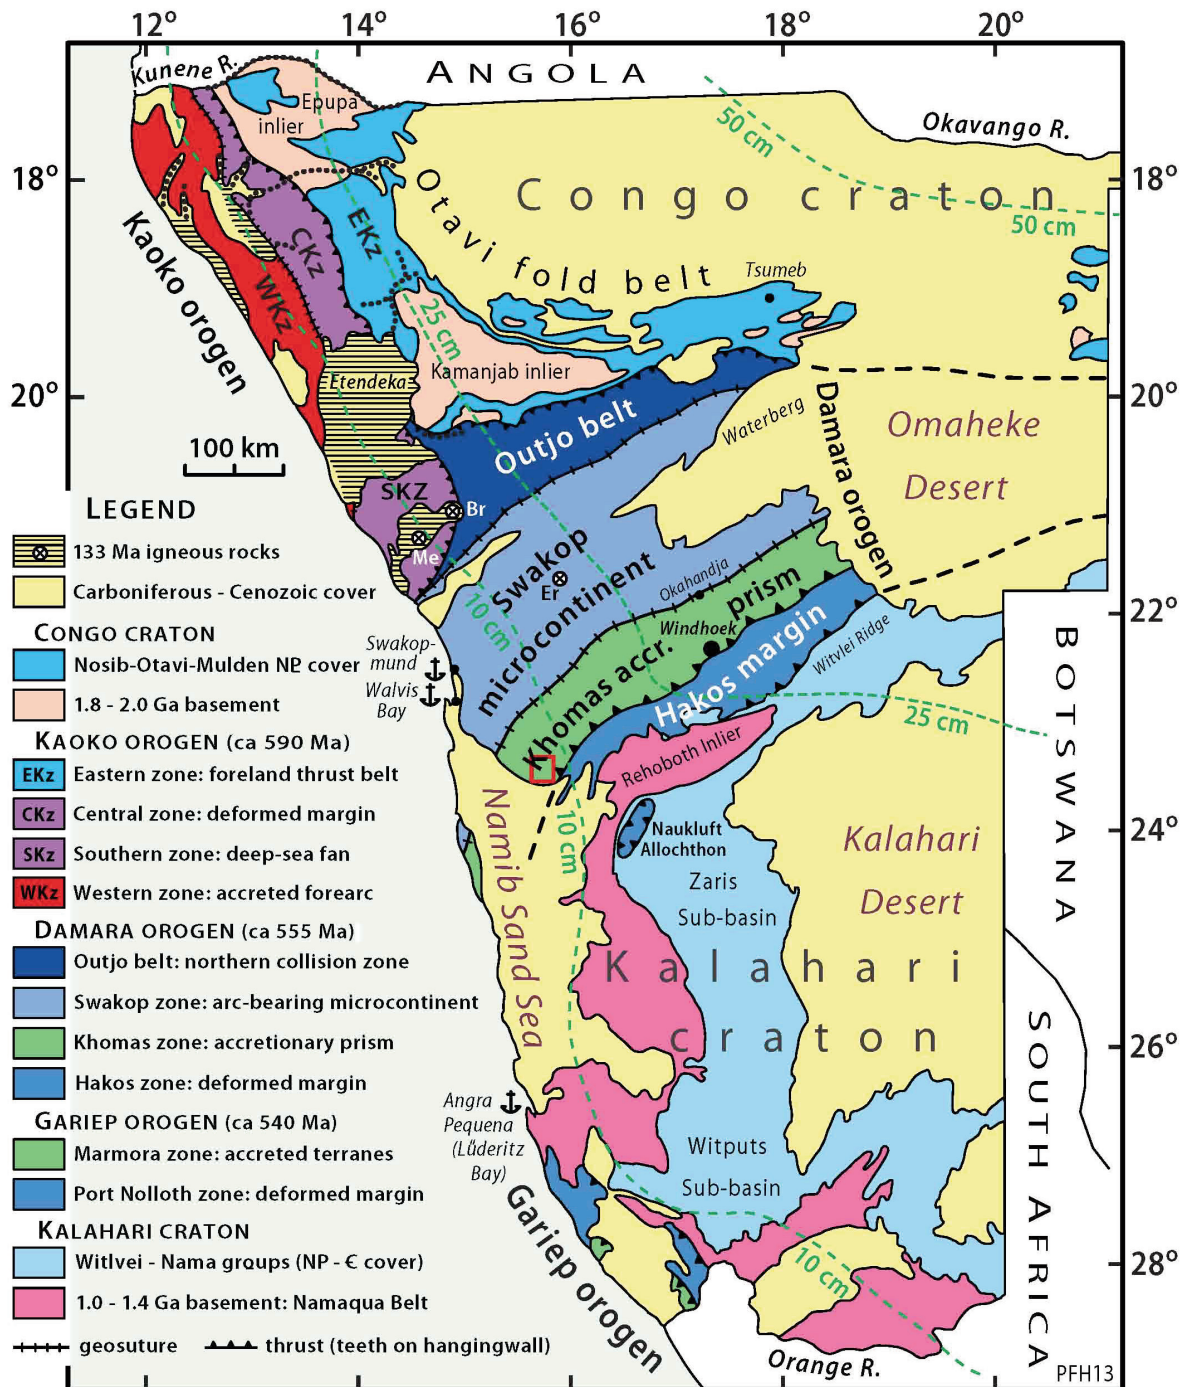 12° 14° 16° 18° 20°
Kunene R.
ANGOLA
Epupa
inlier
50 cm
Okavango R.
18° 18°
Congo craton
50 cm
Otavi fold belt
EKz
CKz
WKz
Kaoko orogen
Tsumeb
25 cm
Etendeka
Kamanjab inlier
20° 20°
Outjo belt
Waterberg
Damara orogen
Omaheke
Desert
100 km
SKZ
Br
Me
Swakop
microcontinent
Er
10 cm
Okahandja
Khomas accr. prism
Windhoek
Hakos margin
Witvlei Ridge
22°
Swakop-
mund
Walvis
Bay
25 cm
BOTSWANA
Rehoboth Inlier
10 cm
Naukluft
Allochthon
24°
Namib Sand Sea
Zaris
Sub-basin
Kalahari
Desert
Kalahari
craton
26°
SOUTH AFRICA
Angra
Pequena
(Lůderitz
Bay)
Witputs
Sub-basin
Gariep orogen
10 cm
28°
Orange R.
PFH13
LEGEND
133 Ma igneous rocks
Carboniferous - Cenozoic cover
CONGO CRATON
Nosib-Otavi-Mulden NP cover
1.8 - 2.0 Ga basement
KAOKO OROGEN (ca 590 Ma)
EKz Eastern zone: foreland thrust belt
CKz Central zone: deformed margin
SKz Southern zone: deep-sea fan
WKz Western zone: accreted forearc
DAMARA OROGEN (ca 555 Ma)
Outjo belt: northern collision zone
Swakop zone: arc-bearing microcontinent
Khomas zone: accretionary prism
Hakos zone: deformed margin
GARIEP OROGEN (ca 540 Ma)
Marmora zone: accreted terranes
Port Nolloth zone: deformed margin
KALAHARI CRATON
Witlvei - Nama groups (NP - Є cover)
1.0 - 1.4 Ga basement: Namaqua Belt
geosuture thrust (teeth on hangingwall)